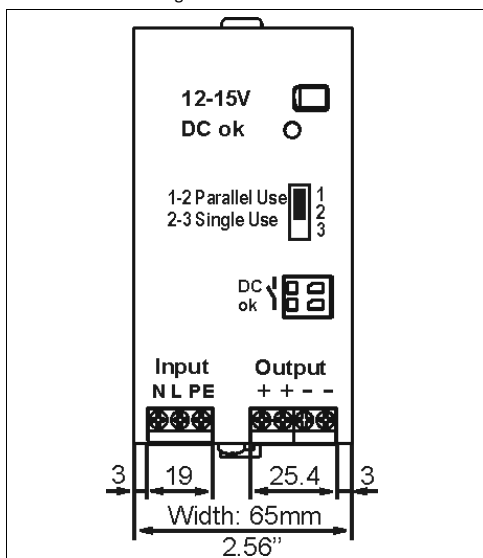 12-15V
DC ok
1-2 Parallel Use 1
2-3 Single Use 2
3
DC
ok
Input Output
N L PE + + - -
3 19 25.4 3
Width: 65mm
2.56”